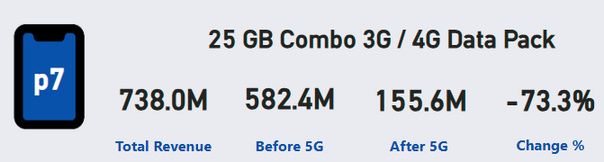 p7
25 GB Combo 3G / 4G Data Pack
738.0M 582.4M 155.6M -73.3%
Total Revenue Before 5G After 5G Change %